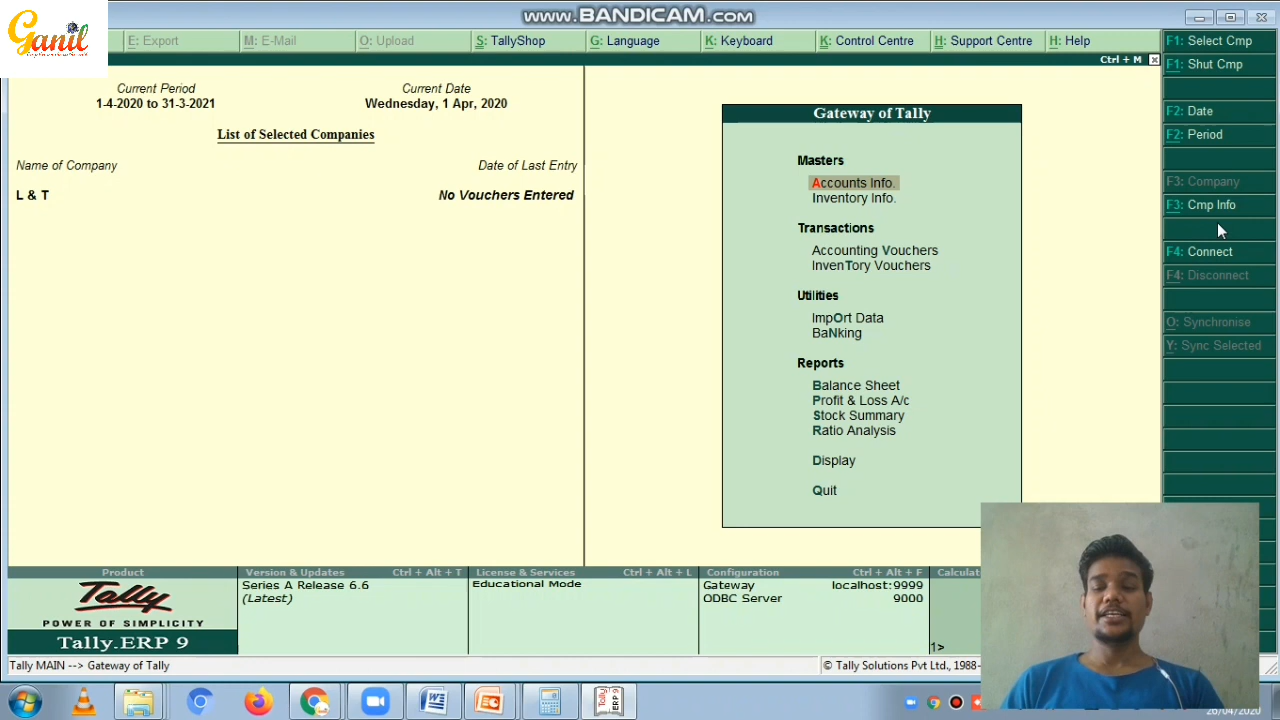 www.BANDICAM.com
Ganil
E: Export
M: E-Mail
O: Upload
S: TallyShop
G: Language
K: Keyboard
K: Control Centre
H: Support Centre
H: Help
Ctrl + M
Current Period
1-4-2020 to 31-3-2021
Current Date
Wednesday, 1 Apr, 2020
List of Selected Companies
Name of Company
Date of Last Entry
L & T
No Vouchers Entered
Gateway of Tally
Masters
Accounts Info.
Inventory Info.
Transactions
Accounting Vouchers
InvenTory Vouchers
Utilities
ImpOrt Data
BaNking
Reports
Balance Sheet
Profit & Loss A/c
Stock Summary
Ratio Analysis
Display
Quit
F1: Select Cmp
F1: Shut Cmp
F2: Date
F2: Period
F3: Company
F3: Cmp Info
F4: Connect
F4: Disconnect
O: Synchronise
Y: Sync Selected
Product
Tally
POWER OF SIMPLICITY
Tally.ERP 9
Version & Updates Ctrl + Alt + T
Series A Release 6.6
(Latest)
License & Services Ctrl + Alt + L
Educational Mode
Configuration Ctrl + Alt + F
Gateway localhost:9999
ODBC Server 9000
Calculat
1>
Tally MAIN --> Gateway of Tally
© Tally Solutions Pvt Ltd., 1988-
Tally ERP 9
26/04/2020